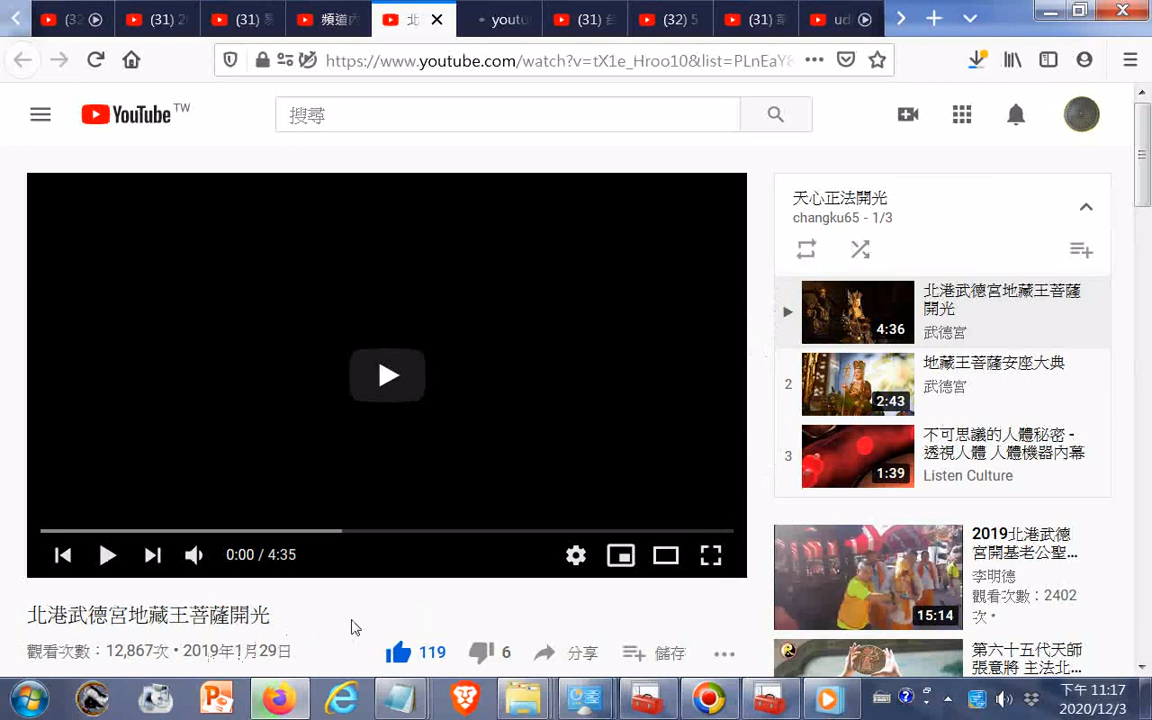 (32)
(31) 2
(31) 
頻道內
北
youtu
(31) 台
(32) 5
(31) 
ud
https://www.youtube.com/watch?v=tX1e_Hroo10&list=PLnEaY8
YouTube TW
搜尋
天心正法開光
changku65 - 1/3
北港武德宮地藏王菩薩
開光
武德宮
4:36
2
地藏王菩薩安座大典
武德宮
2:43
3
不可思議的人體秘密 -
透視人體 人體機器內幕
Listen Culture
1:39
0:00 / 4:35
2019北港武德
宮開基老公聖...
李明德
觀看次數：2402
次 •
15:14
北港武德宮地藏王菩薩開光
觀看次數：12,867次 • 2019年1月29日
119
6
分享
儲存
第六十五代天師
張意將 主法北...
下午 11:17
2020/12/3